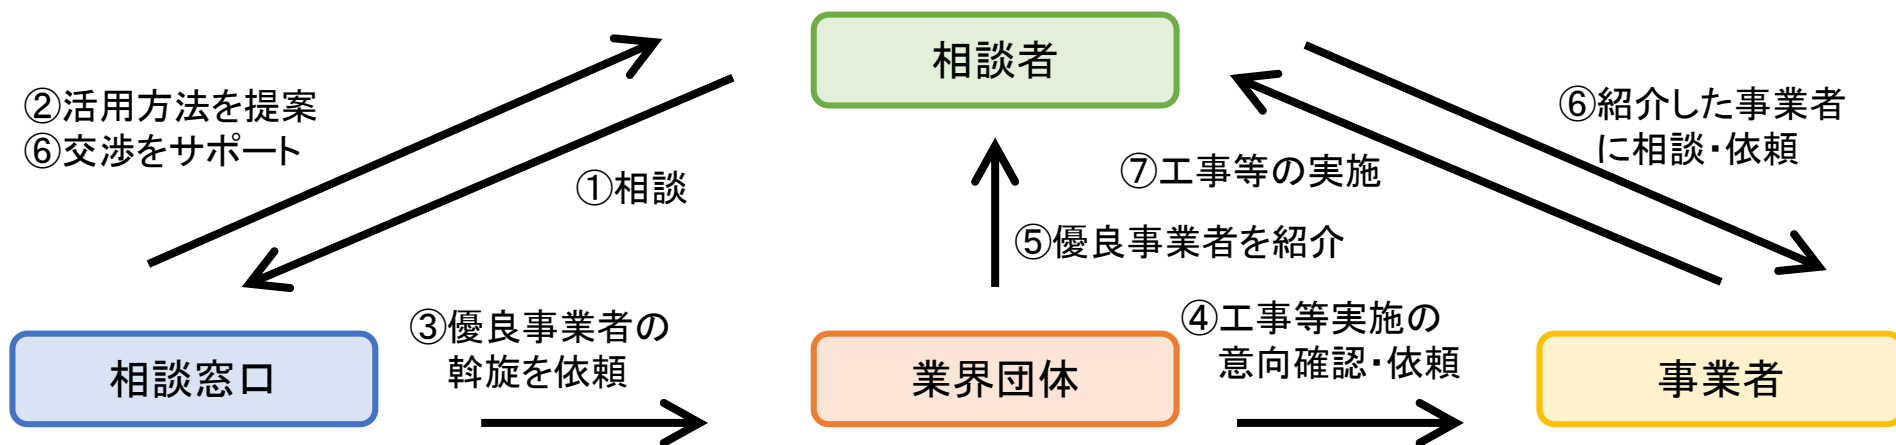 相談者
②活用方法を提案
⑥交渉をサポート
①相談
⑥紹介した事業者
に相談・依頼
⑦工事等の実施
⑤優良事業者を紹介
③優良事業者の
斡旋を依頼
④工事等実施の
意向確認・依頼
相談窓口
業界団体
事業者